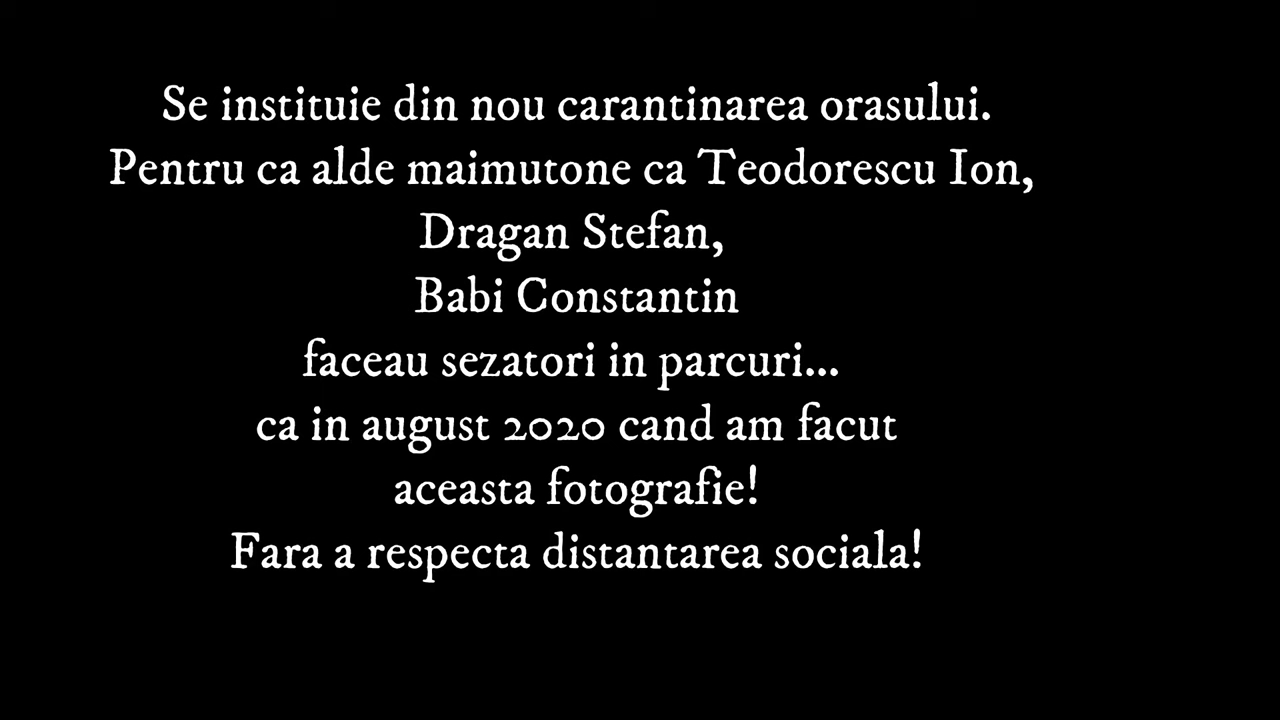 Se instituie din nou carantinarea orasului.
Pentru ca alde maimutone ca Teodorescu Ion,
Dragan Stefan,
Babi Constantin
faceau sezatori in parcuri...
ca in august 2020 cand am facut
aceasta fotografie!
Fara a respecta distantarea sociala!